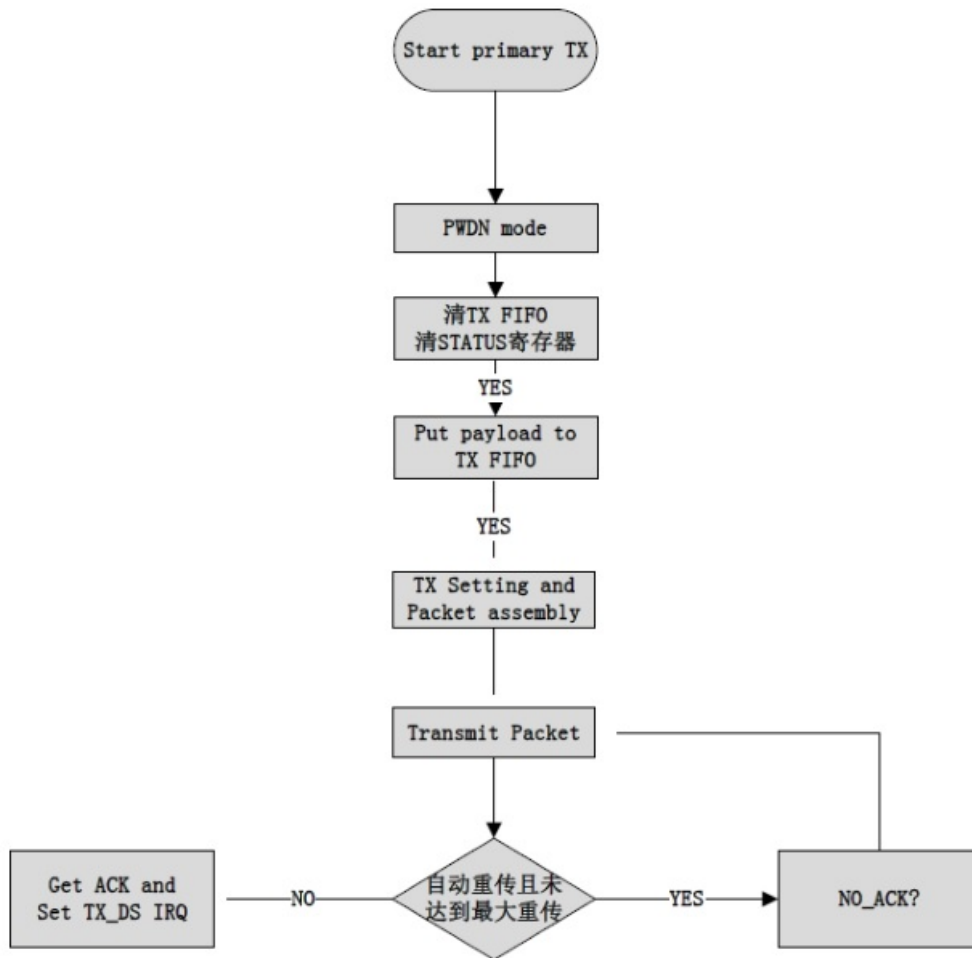 Start primary TX
PWDN mode
清TX FIFO
清STATUS寄存器
YES
Put payload to
TX FIFO
YES
TX Setting and
Packet assembly
Transmit Packet
Get ACK and
Set TX_DS IRQ
NO
自动重传且未
达到最大重传
YES
NO_ACK?